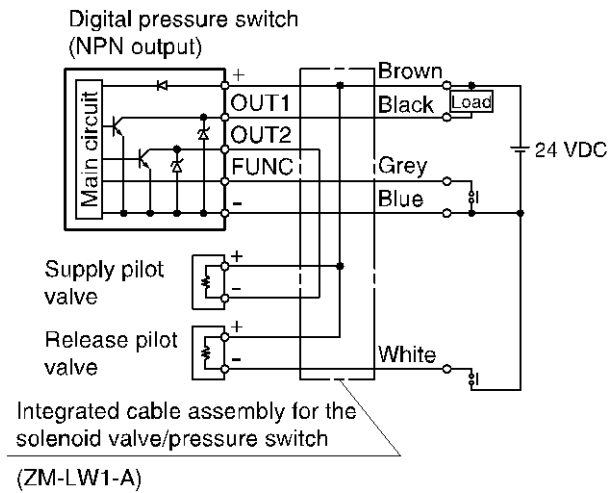 Digital pressure switch
(NPN output)
Main circuit
+
OUT1
OUT2
FUNC
-
Brown
Black
Load
Grey
Blue
24 VDC
Supply pilot
valve
+
-
Release pilot
valve
+
-
White
Integrated cable assembly for the
solenoid valve/pressure switch
(ZM-LW1-A)